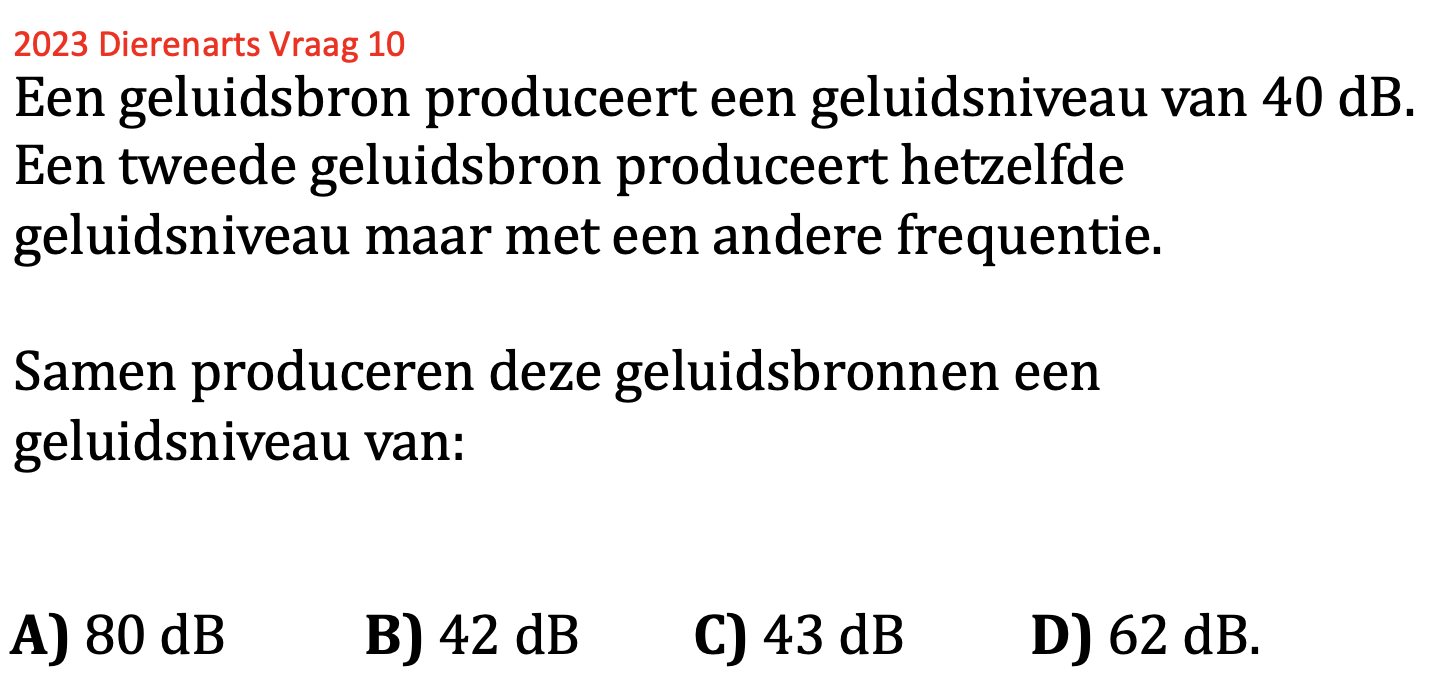 2023 Dierenarts Vraag 10
Een geluidsbron produceert een geluidsniveau van 40 dB.
Een tweede geluidsbron produceert hetzelfde
geluidsniveau maar met een andere frequentie.
Samen produceren deze geluidsbronnen een
geluidsniveau van:
A) 80 dB B) 42 dB C) 43 dB D) 62 dB.